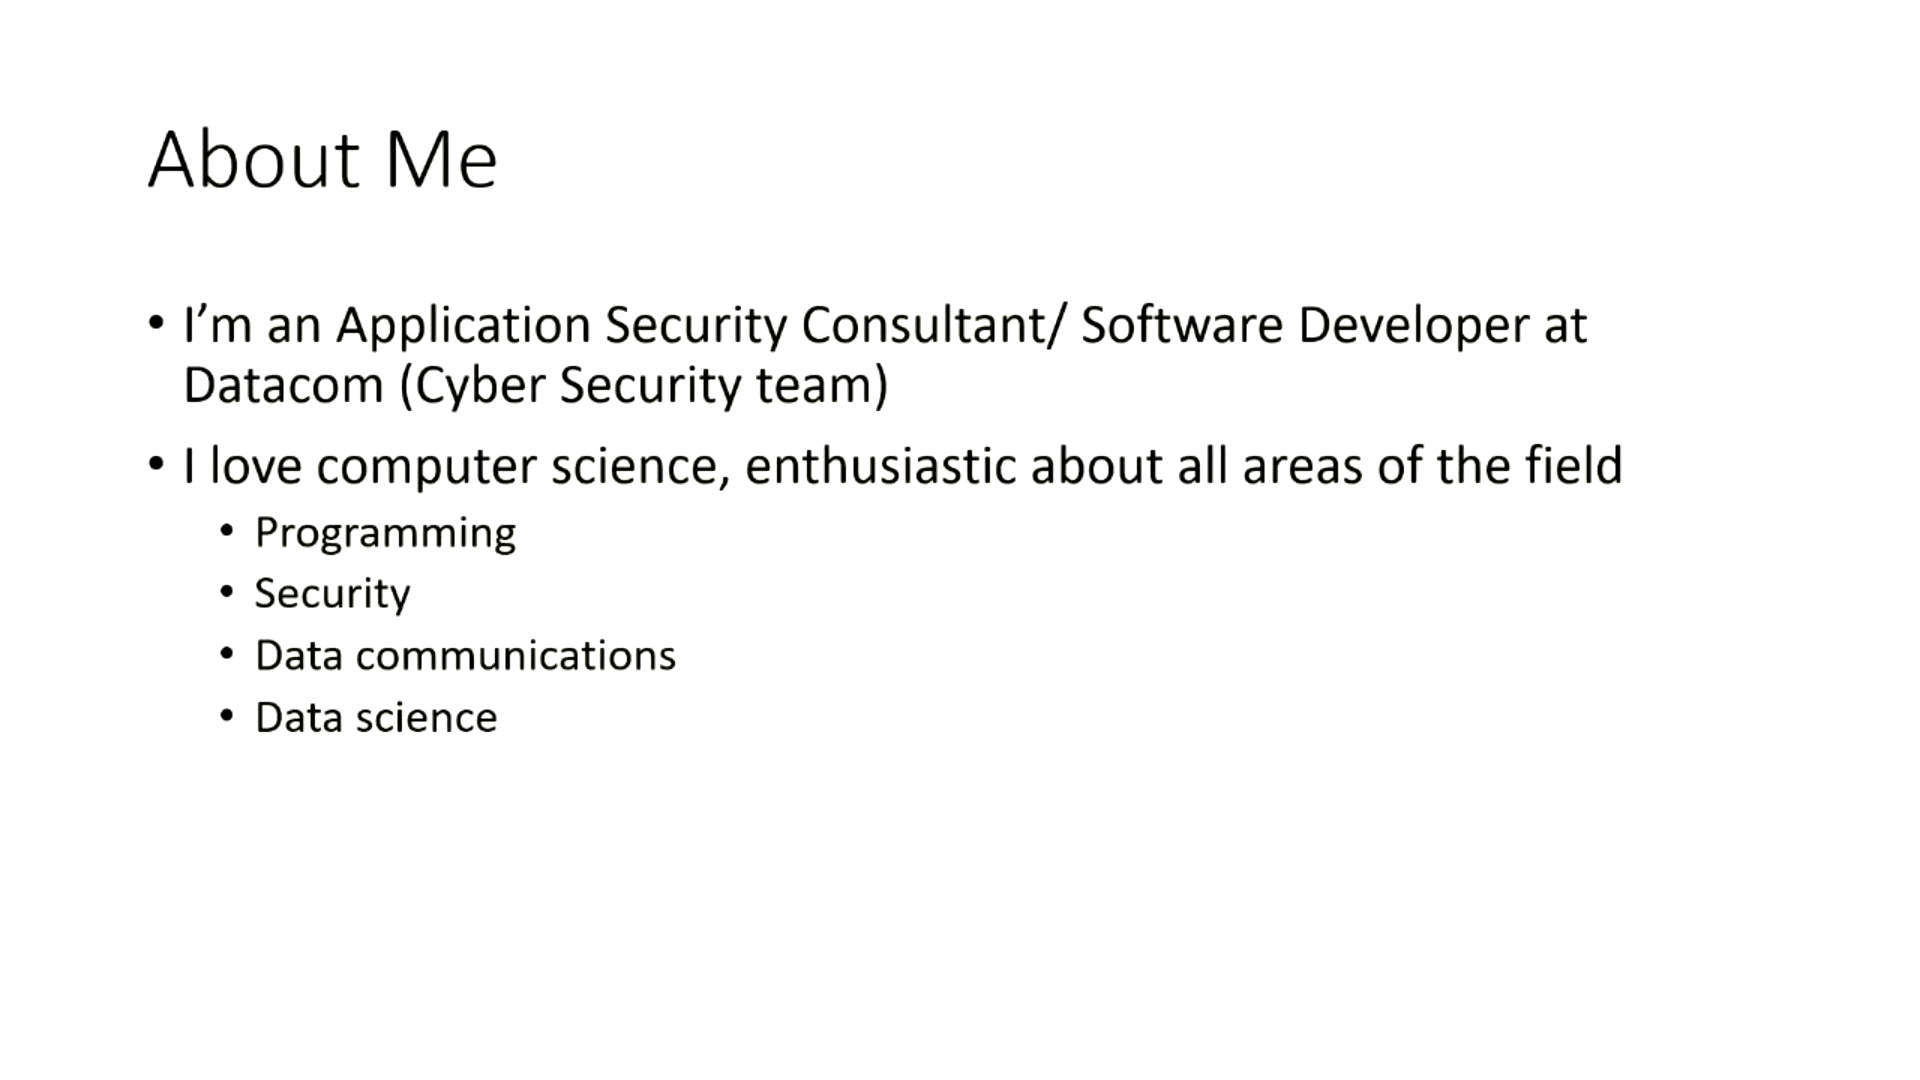 About Me
• I’m an Application Security Consultant/ Software Developer at
Datacom (Cyber Security team)
• I love computer science, enthusiastic about all areas of the field
• Programming
• Security
• Data communications
• Data science